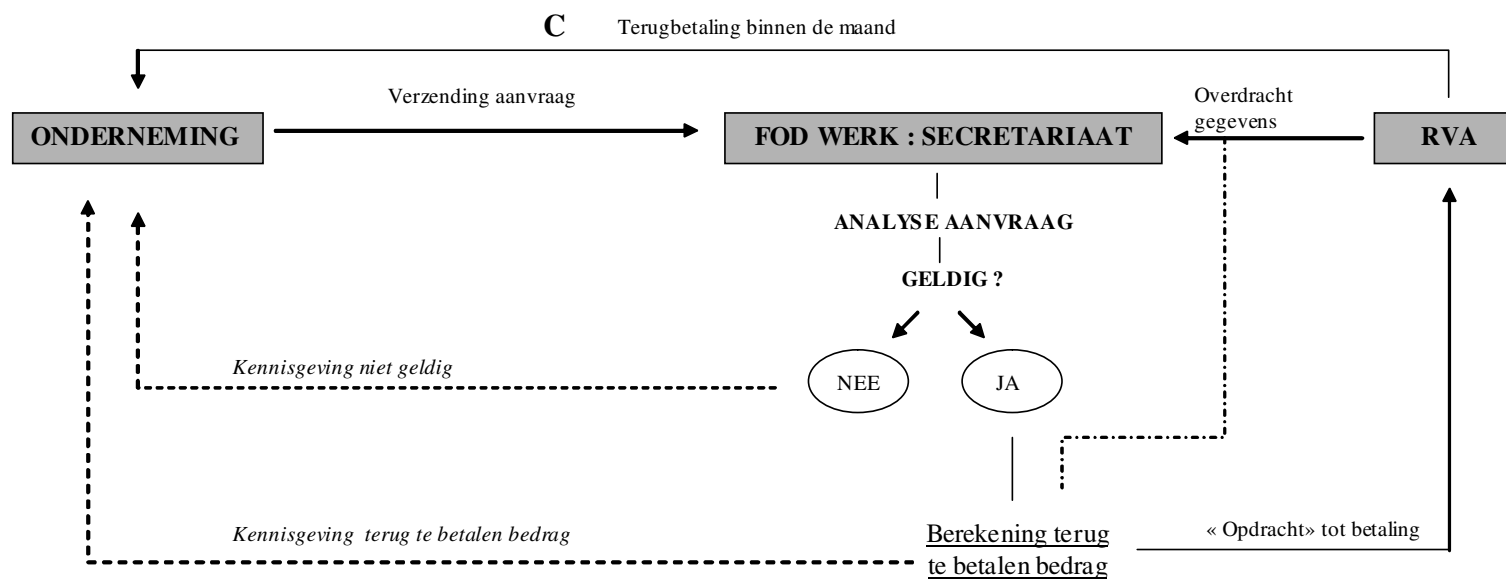 C Terugbetaling binnen de maand
Verzending aanvraag
Overdracht
gegevens
ONDERNEMING
FOD WERK : SECRETARIAAT
RVA
ANALYSE AANVRAAG
GELDIG ?
Kennisgeving niet geldig
NEE
JA
Kennisgeving terug te betalen bedrag
Berekening terug
te betalen bedrag
« Opdracht» tot betaling